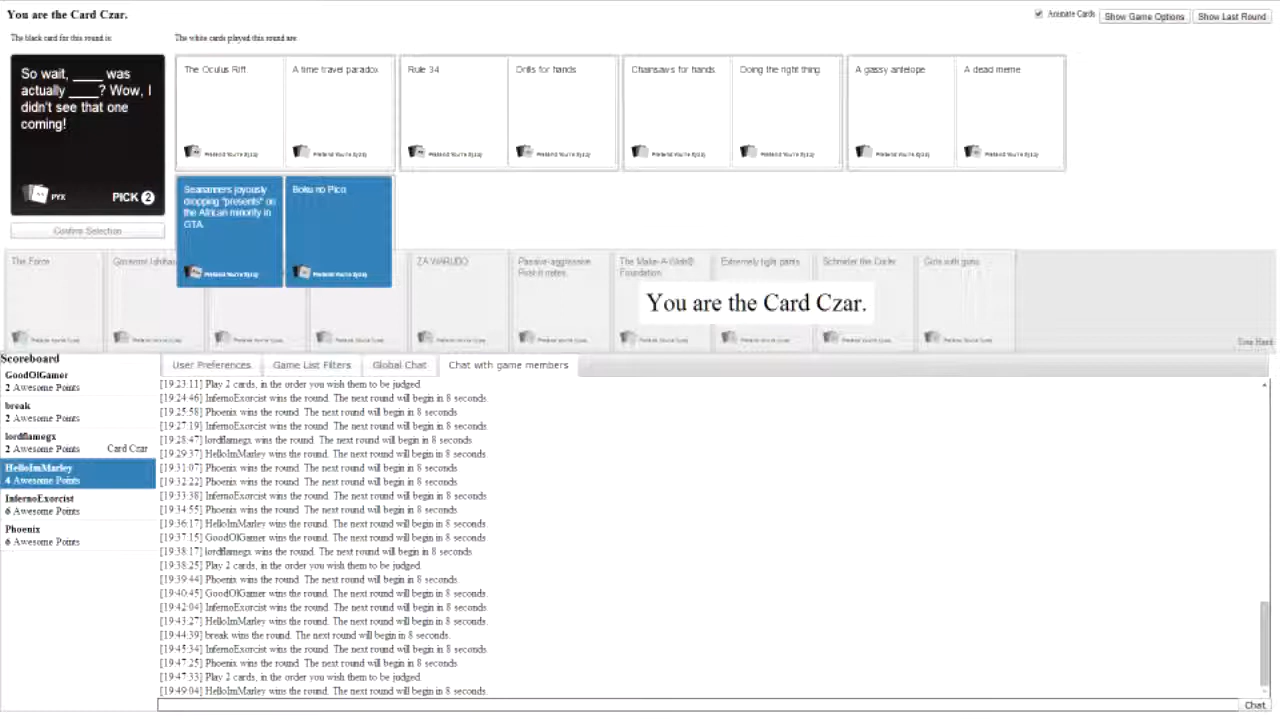 You are the Card Czar.
Animate Cards
Show Game Options
Show Last Round
The black card for this round is:
The white cards played this round are:
So wait, ____ was
actually ____? Wow, I
didn't see that one
coming!
PYX
PICK 2
Confirm Selection
The Oculus Rift.
A time travel paradox.
Rule 34
Drills for hands.
Chainsaws for hands.
Doing the right thing.
A gassy antelope
A dead meme.
Seananners joyously
dropping "presents" on
the African minority in
GTA.
Boku no Pico.
The Force
ZA WARUDO
Passive-aggressive
Post-it notes.
The Make-A-Wish®
Foundation.
Extremely tight pants
Girls with guns.
You are the Card Czar.
Your Hand
Scoreboard
GoodOlGamer
2 Awesome Points
break
2 Awesome Points
lordflamegx
2 Awesome Points
Card Czar
HelloImMarley
4 Awesome Points
InfernoExorcist
6 Awesome Points
Phoenix
6 Awesome Points
User Preferences
Game List Filters
Global Chat
Chat with game members
[19:23:11] Play 2 cards, in the order you wish them to be judged.
[19:24:46] InfernoExorcist wins the round. The next round will begin in 8 seconds.
[19:25:58] Phoenix wins the round. The next round will begin in 8 seconds.
[19:27:19] InfernoExorcist wins the round. The next round will begin in 8 seconds.
[19:28:47] lordflamegx wins the round. The next round will begin in 8 seconds.
[19:29:37] HelloImMarley wins the round. The next round will begin in 8 seconds.
[19:31:07] Phoenix wins the round. The next round will begin in 8 seconds.
[19:32:22] Phoenix wins the round. The next round will begin in 8 seconds.
[19:33:38] InfernoExorcist wins the round. The next round will begin in 8 seconds.
[19:34:55] Phoenix wins the round. The next round will begin in 8 seconds.
[19:36:17] HelloImMarley wins the round. The next round will begin in 8 seconds.
[19:37:15] GoodOlGamer wins the round. The next round will begin in 8 seconds.
[19:38:17] lordflamegx wins the round. The next round will begin in 8 seconds.
[19:38:25] Play 2 cards, in the order you wish them to be judged.
[19:39:44] Phoenix wins the round. The next round will begin in 8 seconds.
[19:40:45] GoodOlGamer wins the round. The next round will begin in 8 seconds.
[19:42:04] InfernoExorcist wins the round. The next round will begin in 8 seconds.
[19:43:27] HelloImMarley wins the round. The next round will begin in 8 seconds.
[19:44:39] break wins the round. The next round will begin in 8 seconds.
[19:45:34] InfernoExorcist wins the round. The next round will begin in 8 seconds.
[19:47:25] Phoenix wins the round. The next round will begin in 8 seconds.
[19:47:33] Play 2 cards, in the order you wish them to be judged.
[19:49:04] HelloImMarley wins the round. The next round will begin in 8 seconds.
Chat